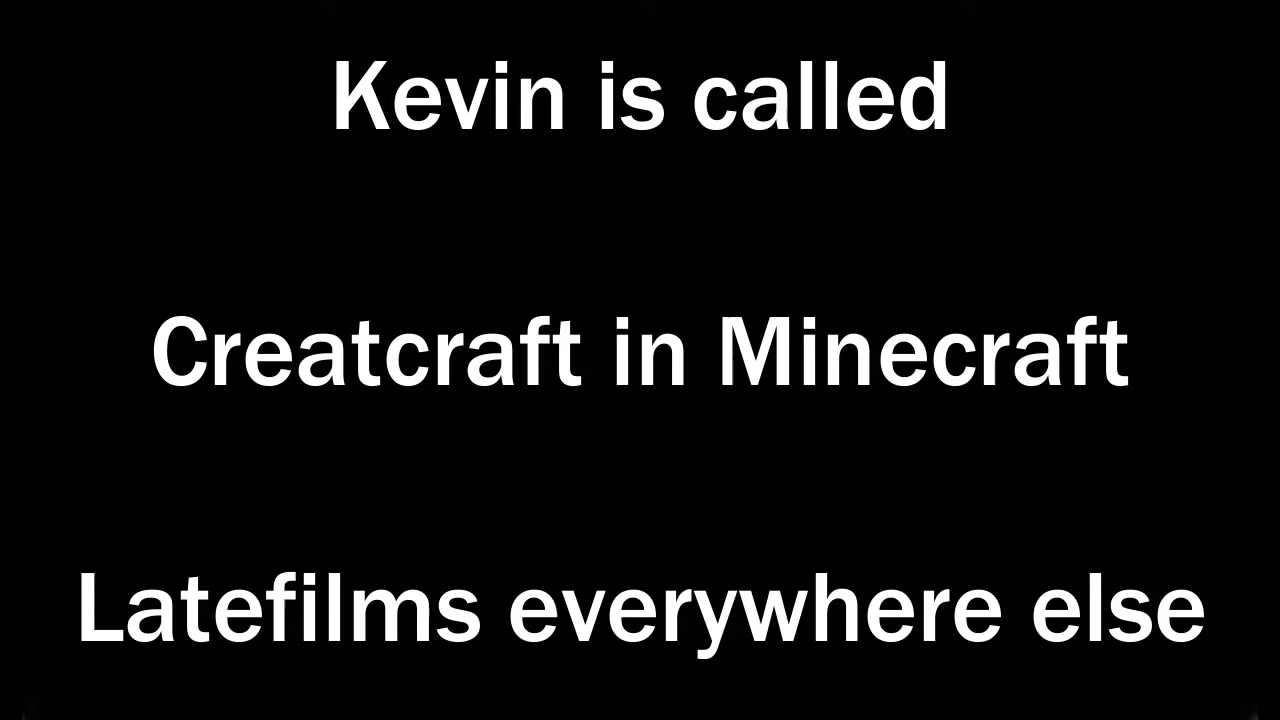 Kevin is called
Creatcraft in Minecraft
Latefilms everywhere else